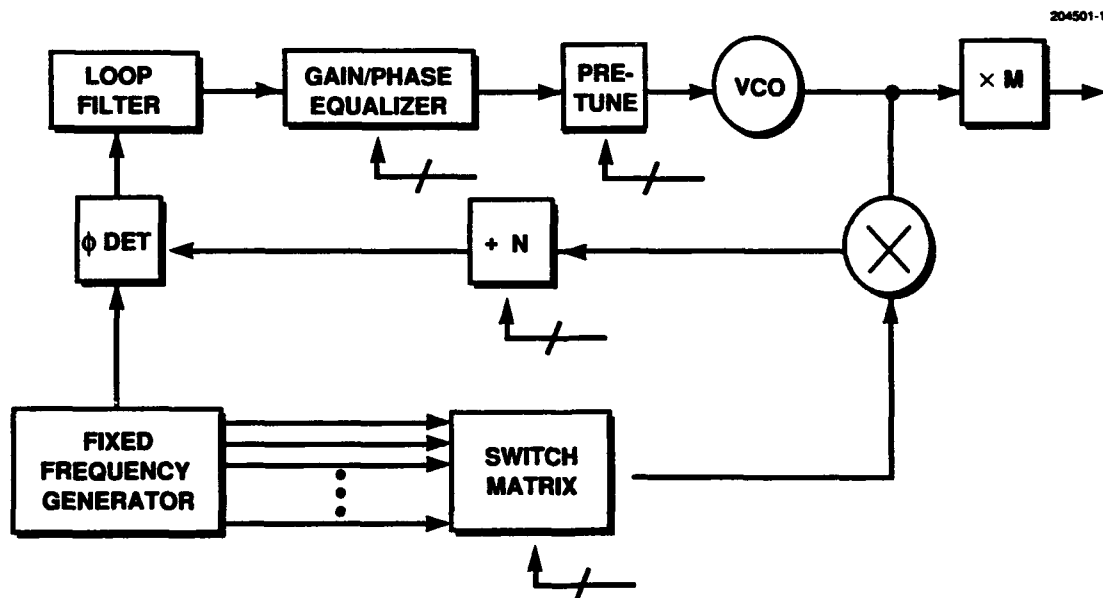 204501-1
LOOP
FILTER
GAIN/PHASE
EQUALIZER
PRE-
TUNE
VCO
× M
ϕ DET
+ N
FIXED
FREQUENCY
GENERATOR
SWITCH
MATRIX